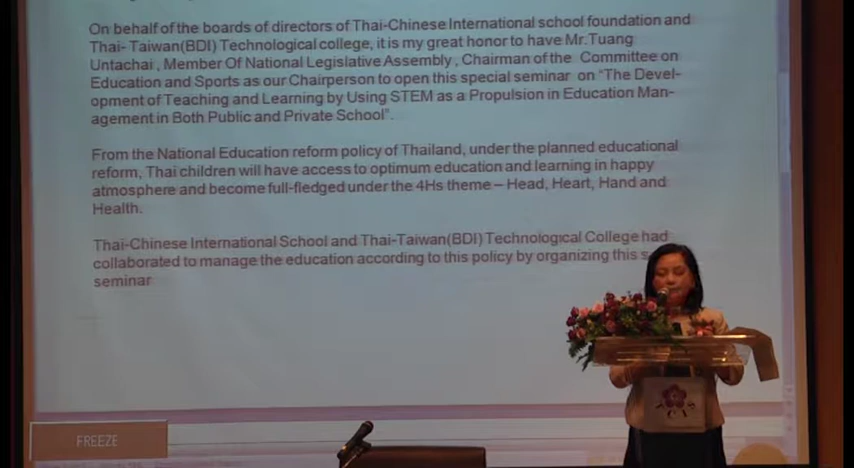 On behalf of the boards of directors of Thai-Chinese International school foundation and
Thai- Taiwan(BDI) Technological college, it is my great honor to have Mr.Tuang
Untachai , Member Of National Legislative Assembly , Chairman of the Committee on
Education and Sports as our Chairperson to open this special seminar on "The Devel-
opment of Teaching and Learning by Using STEM as a Propulsion in Education Man-
agement in Both Public and Private School".
From the National Education reform policy of Thailand, under the planned educational
reform, Thai children will have access to optimum education and learning in happy
atmosphere and become full-fledged under the 4Hs theme – Head, Heart, Hand and
Health.
Thai-Chinese International School and Thai-Taiwan(BDI) Technological College had
collaborated to manage the education according to this policy by organizing this
seminar
FREEZE
TCIS